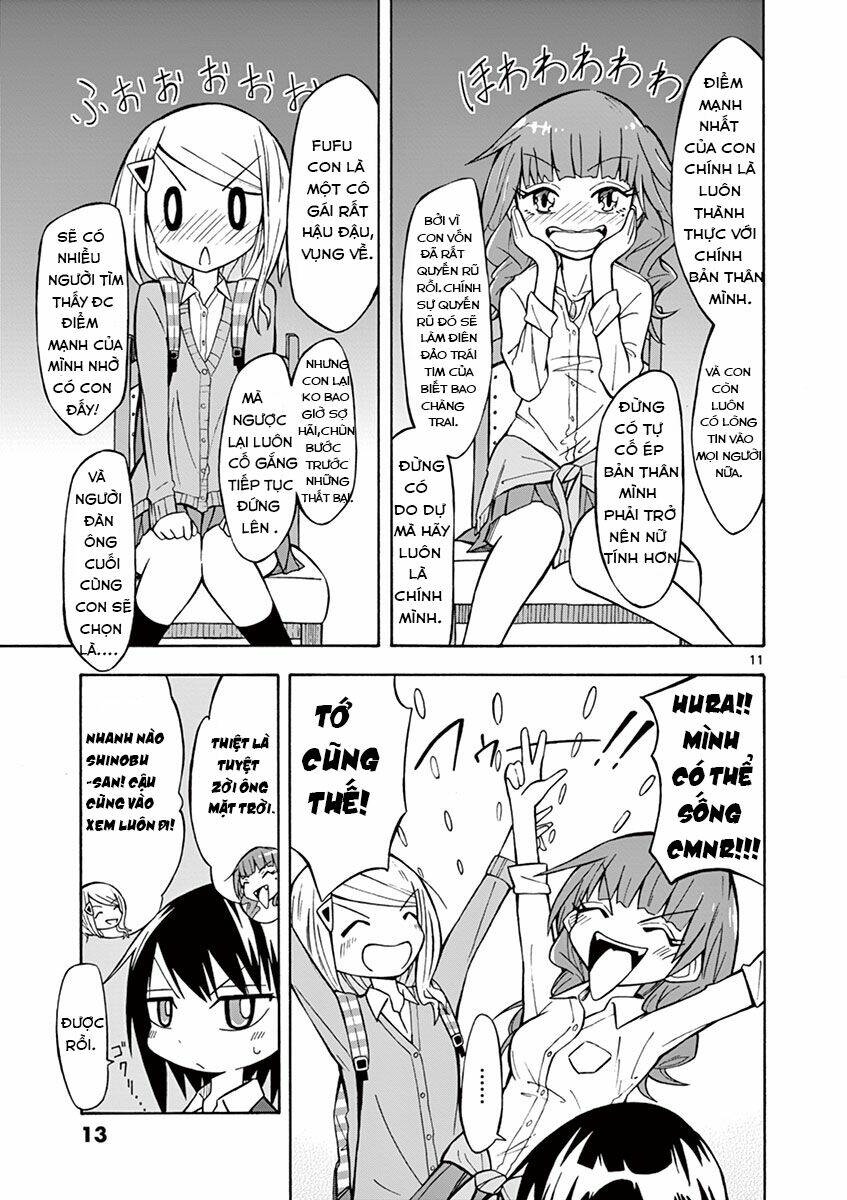 ほわわわわわ
ĐIỂM
MẠNH
NHẤT
CỦA CON
CHÍNH LÀ
LUÔN
THÀNH
THỰC VỚI
CHÍNH
BẢN THÂN
MÌNH.
VÀ CON
CÒN
LUÔN
CÓ LÒNG
TIN VÀO
MỌI NGƯỜI
NỮA.
BỞI VÌ
CON VỐN
ĐÃ RẤT
QUYẾN RŨ
RỒI.CHÍNH
SỰ QUYẾN
RŨ ĐÓ SẼ
LÀM ĐIÊN
ĐẢO TRÁI
TIM CỦA
BIẾT BAO
CHÀNG
TRAI.
ĐỪNG
CÓ TỰ
CỐ ÉP
BẢN THÂN
MÌNH
PHẢI TRỞ
NÊN NỮ
TÍNH HƠN
ĐỪNG
CÓ
DO DỰ
MÀ HÃY
LUÔN
LÀ
CHÍNH
MÌNH.
ふぉぉぉぉぉ
FUFU
CON LÀ
MỘT CÔ
GÁI RẤT
HẬU ĐẬU,
VỤNG VỀ.
NHƯNG
CON LẠI
KO BAO
GIỜ SỢ
HÃI,CHÙN
BƯỚC
TRƯỚC
NHỮNG
THẤT BẠI.
MÀ
NGƯỢC
LẠI LUÔN
CỐ GẮNG
TIẾP TỤC
ĐỨNG
LÊN .
SẼ CÓ
NHIỀU
NGƯỜI TÌM
THẤY ĐC
ĐIỂM
MẠNH CỦA
MÌNH NHỜ
CÓ CON
ĐẤY!
VÀ
NGƯỜI
ĐÀN
ÔNG
CUỐI
CÙNG
CON SẼ
CHỌN
LÀ....
11
HURA!!
MÌNH
CÓ THỂ
SỐNG
CMNR!!!
TỚ
CŨNG
THẾ!
.........
THIỆT LÀ
TUYỆT
ZỜI ÔNG
MẶT TRỜI.
NHANH NÀO
SHINOBU
-SAN! CẬU
CŨNG VÀO
XEM LUÔN ĐI!
ĐƯỢC
RỒI.
ゴクッ...
13